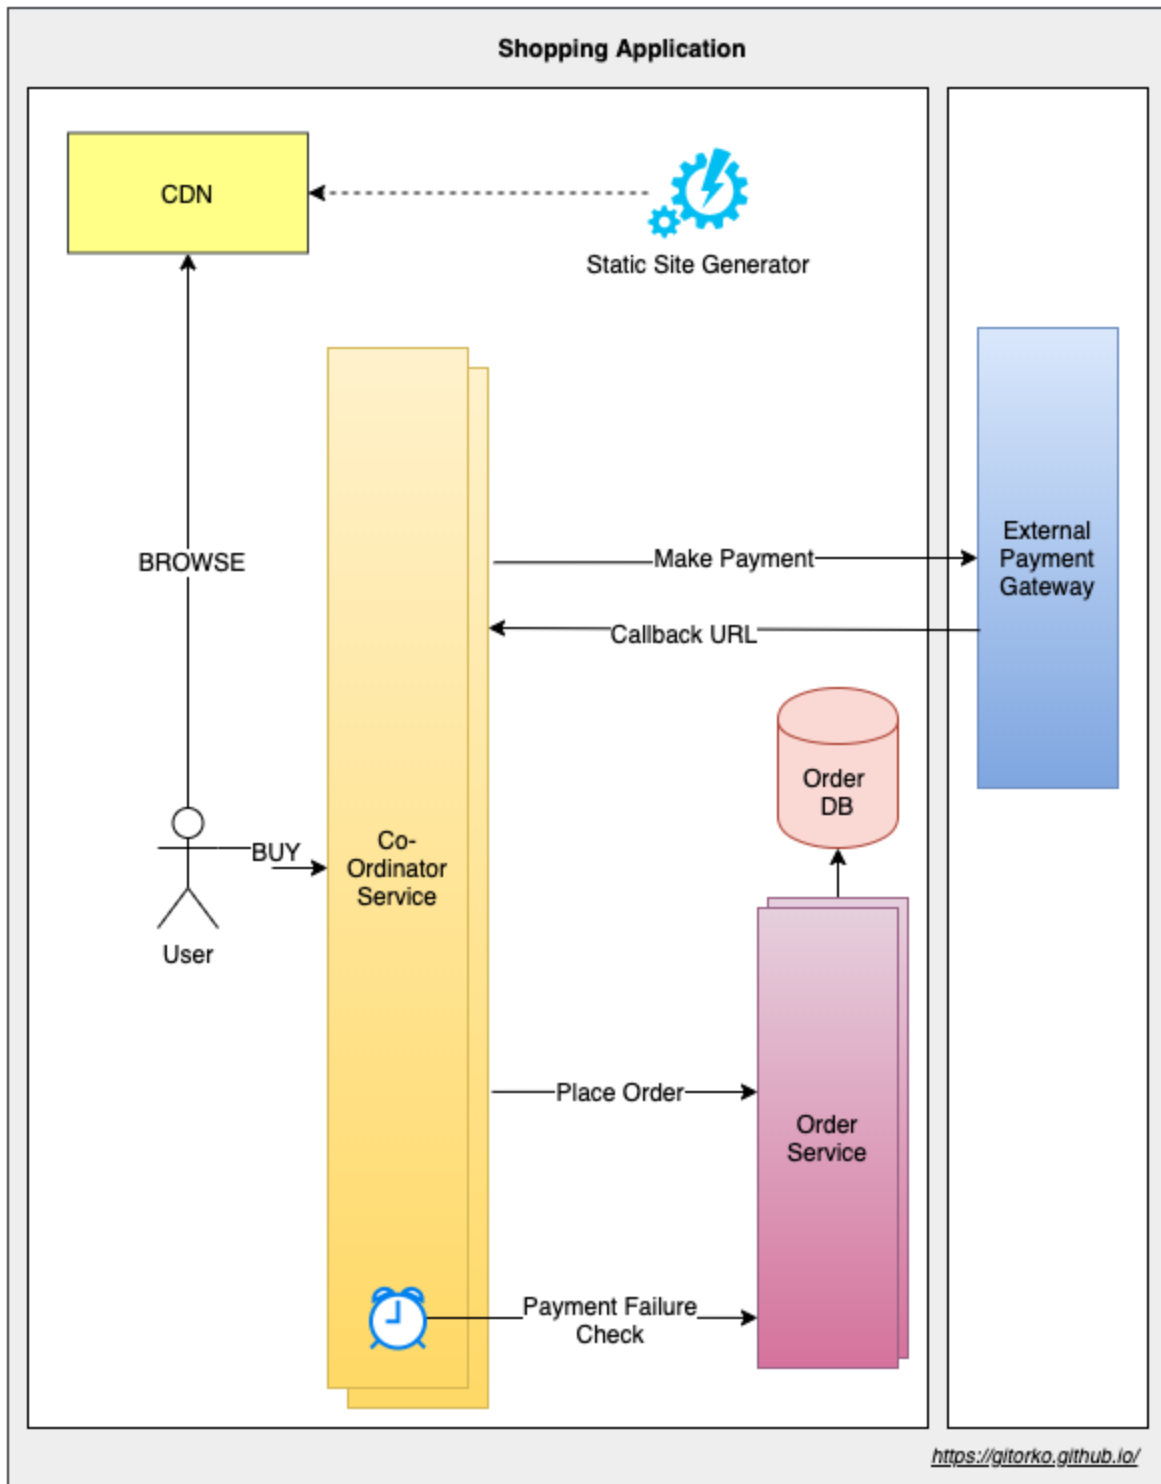 Shopping Application
CDN
Static Site Generator
External
Payment
Gateway
BROWSE
Make Payment
Callback URL
Order
DB
BUY
Co-
Ordinator
Service
User
Place Order
Order
Service
Payment Failure
Check
https://gitorko.github.io/